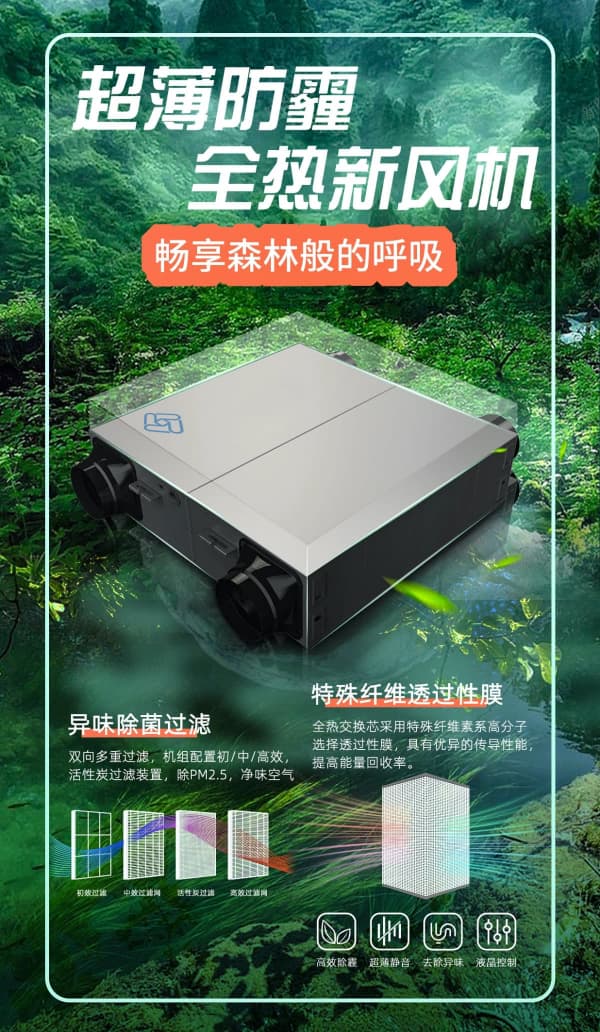 超薄防霾
全热新风机
畅享森林般的呼吸
特殊纤维透过性膜
全热交换芯采用特殊纤维素系高分子
选择透过性膜，具有优异的传导性能，
提高能量回收率。
异味除菌过滤
双向多重过滤，机组配置初/中/高效，
活性炭过滤装置，除PM2.5，净味空气
初效过滤 中效过滤网 活性炭过滤 高效过滤网
高效除霾 超薄静音 去除异味 液晶控制